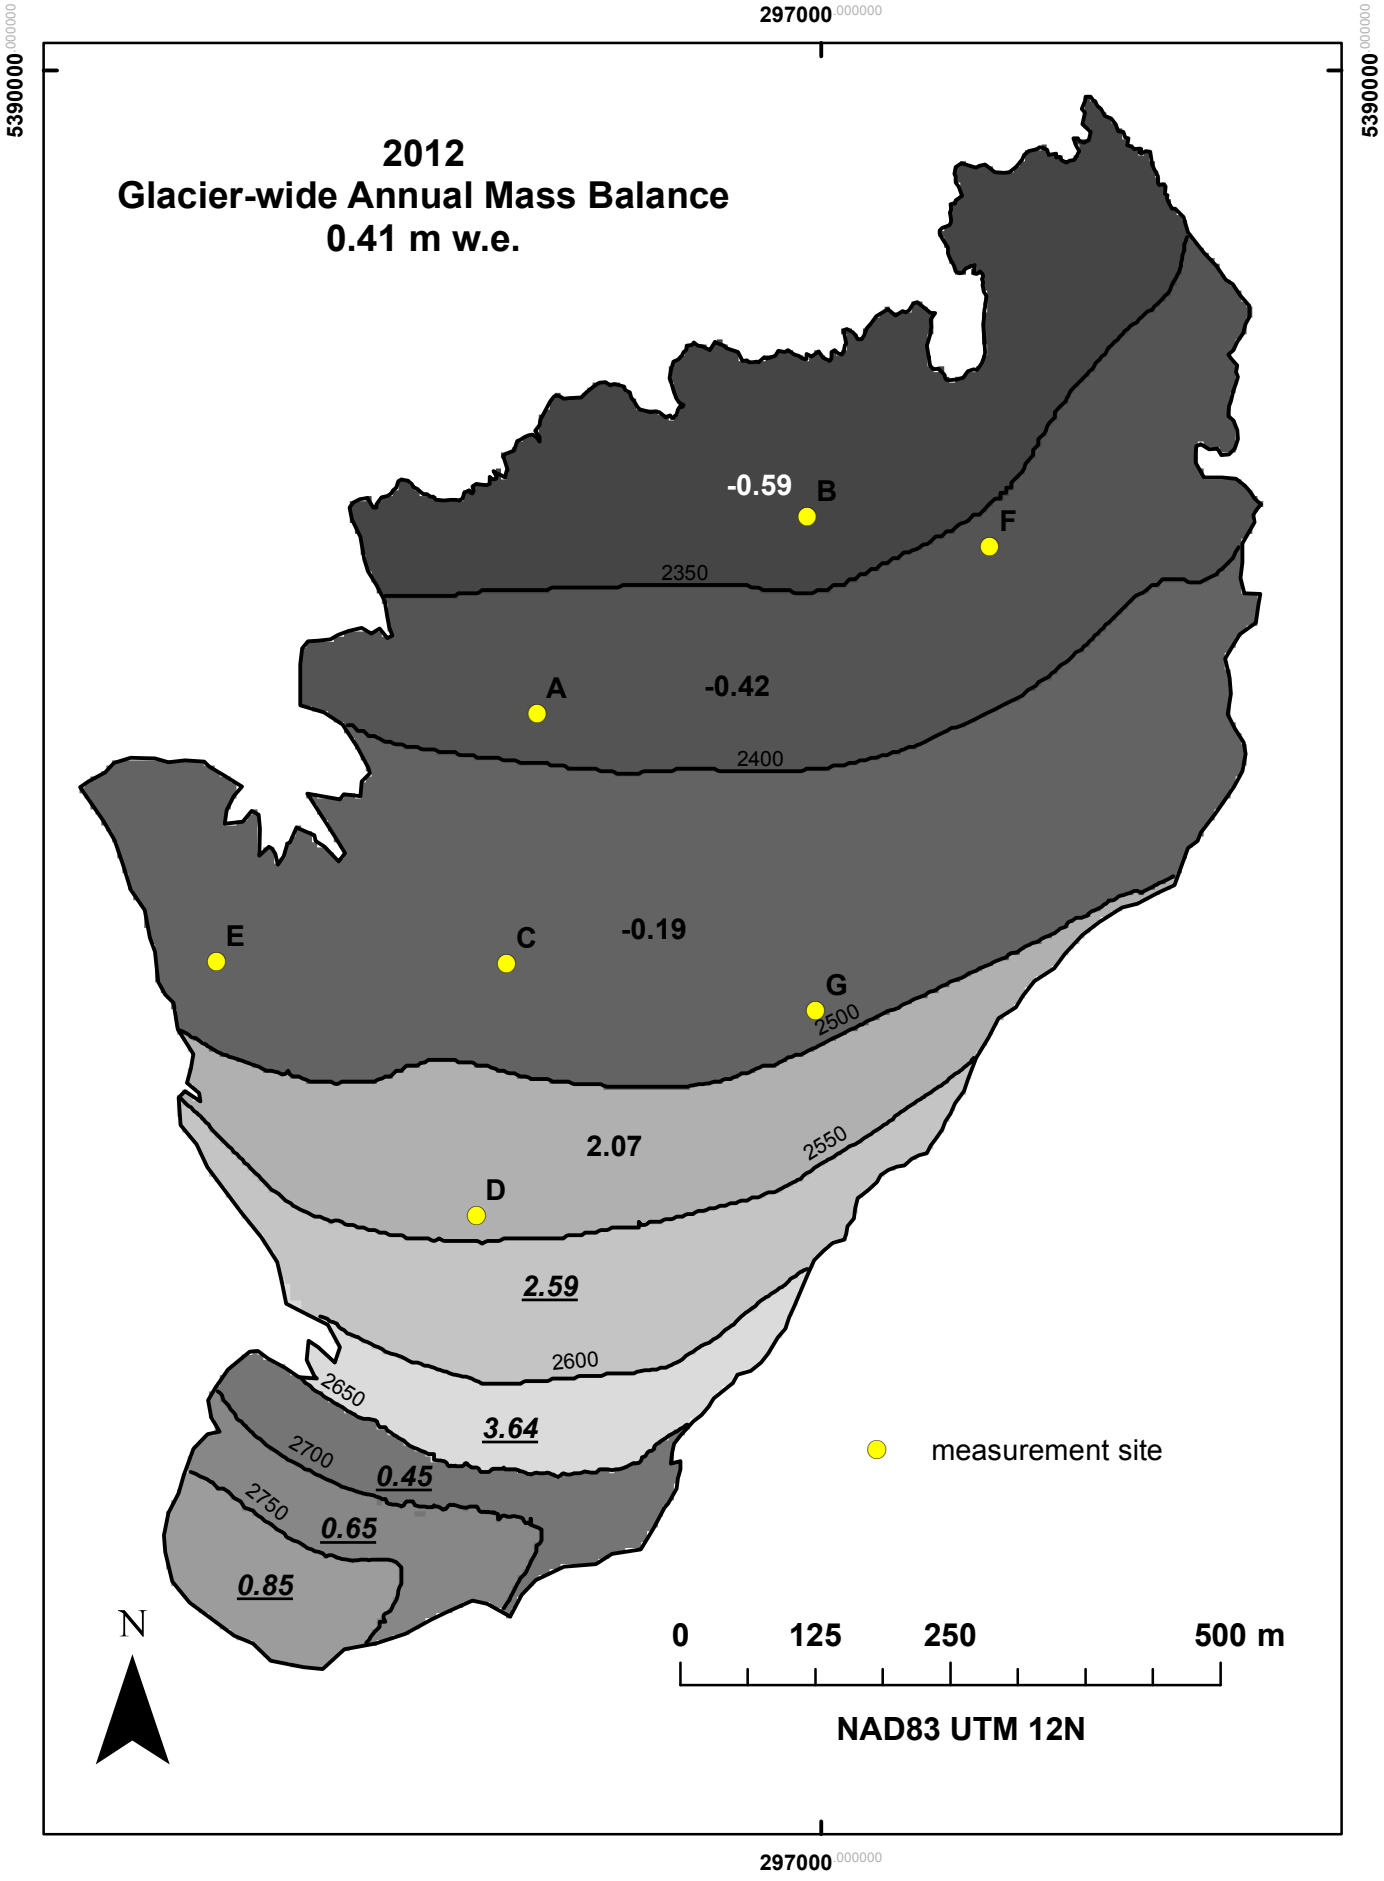 297000.000000
5390000.000000
5390000.000000
2012
Glacier-wide Annual Mass Balance
0.41 m w.e.
-0.59
B
F
2350
A
-0.42
2400
E
C
-0.19
G
2500
2.07
2550
D
2.59
2600
2650
3.64
2700
0.45
measurement site
2750
0.65
0.85
N
0 125 250 500 m
NAD83 UTM 12N
297000.000000